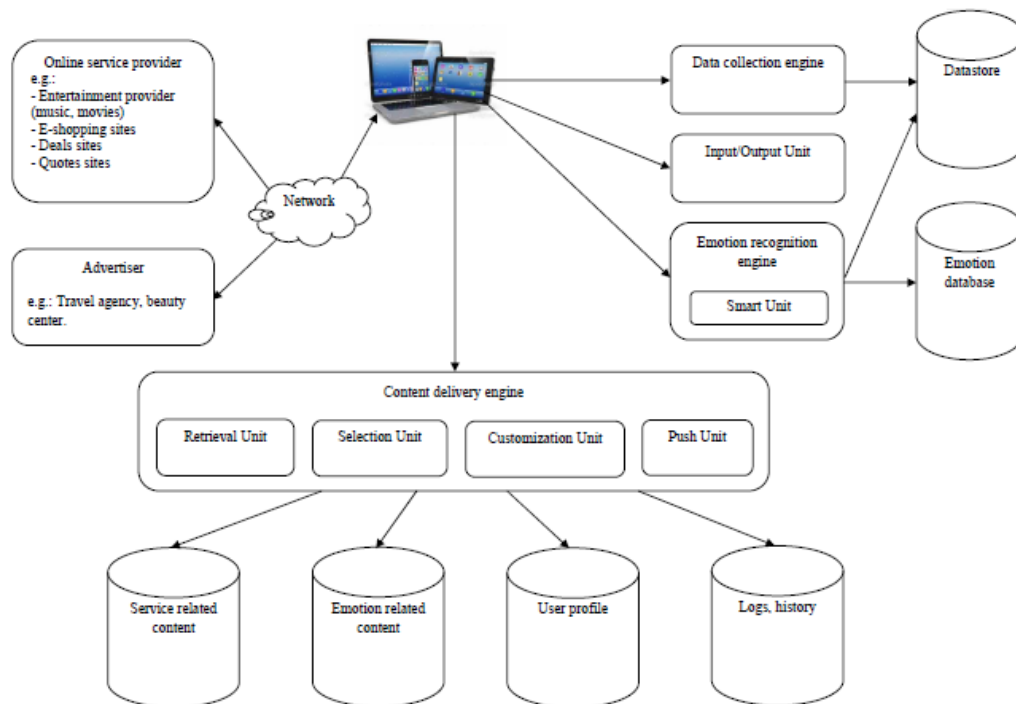 Online service provider
e.g.:
- Entertainment provider
(music, movies)
- E-shopping sites
- Deals sites
- Quotes sites
Network
Advertiser
e.g.: Travel agency, beauty
center.
Data collection engine
Datastore
Input/Output Unit
Emotion recognition
engine
Smart Unit
Emotion
database
Content delivery engine
Retrieval Unit
Selection Unit
Customization Unit
Push Unit
Service related
content
Emotion related
content
User profile
Logs, history